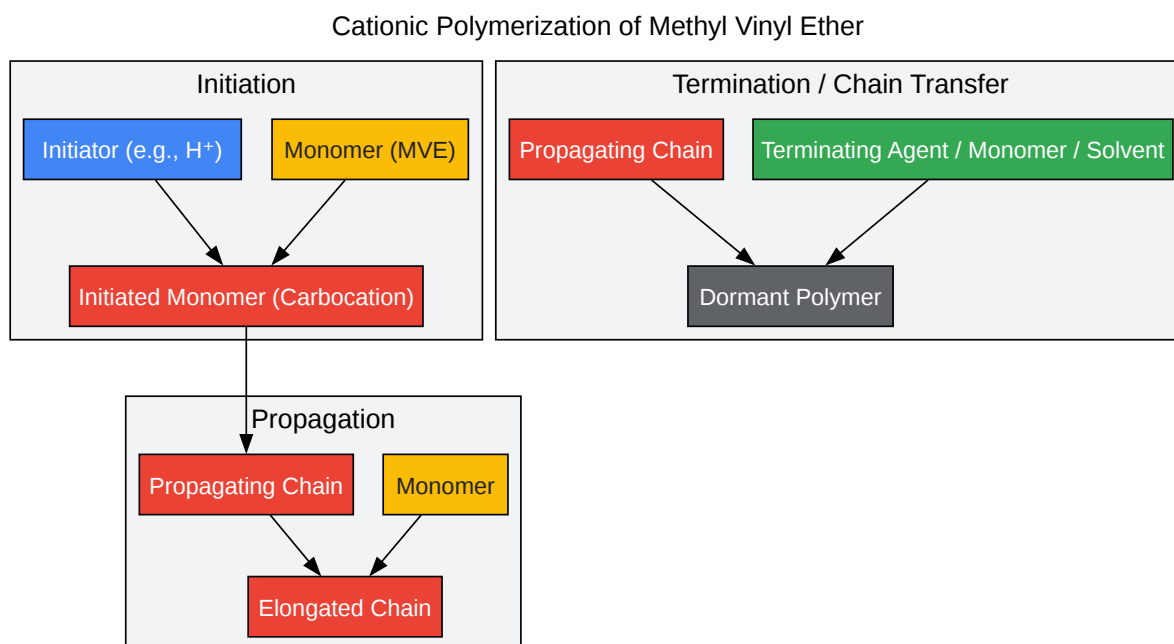 Cationic Polymerization of Methyl Vinyl Ether
Initiation
Initiator (e.g., H⁺)
Monomer (MVE)
Initiated Monomer (Carbocation)
Termination / Chain Transfer
Propagating Chain
Terminating Agent / Monomer / Solvent
Dormant Polymer
Propagation
Propagating Chain
Monomer
Elongated Chain